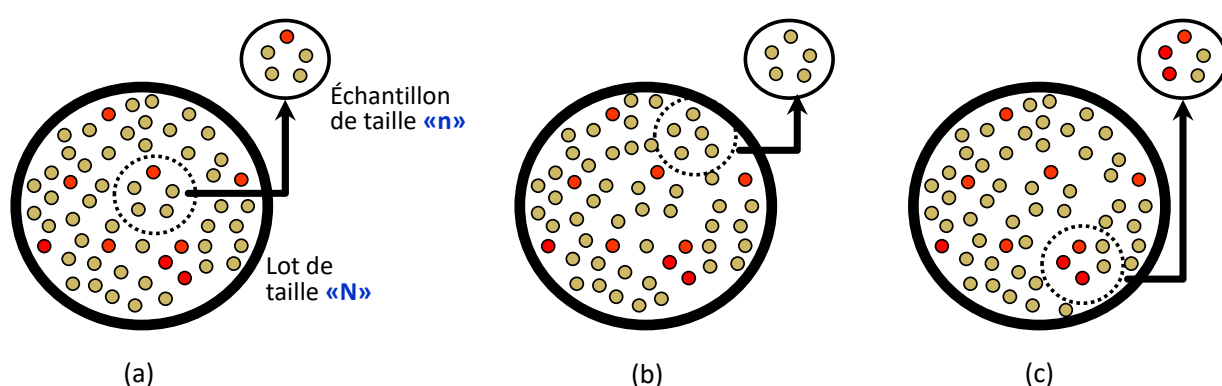 Échantillon
de taille «n»
Lot de
taille «N»
(a)
(b)
(c)